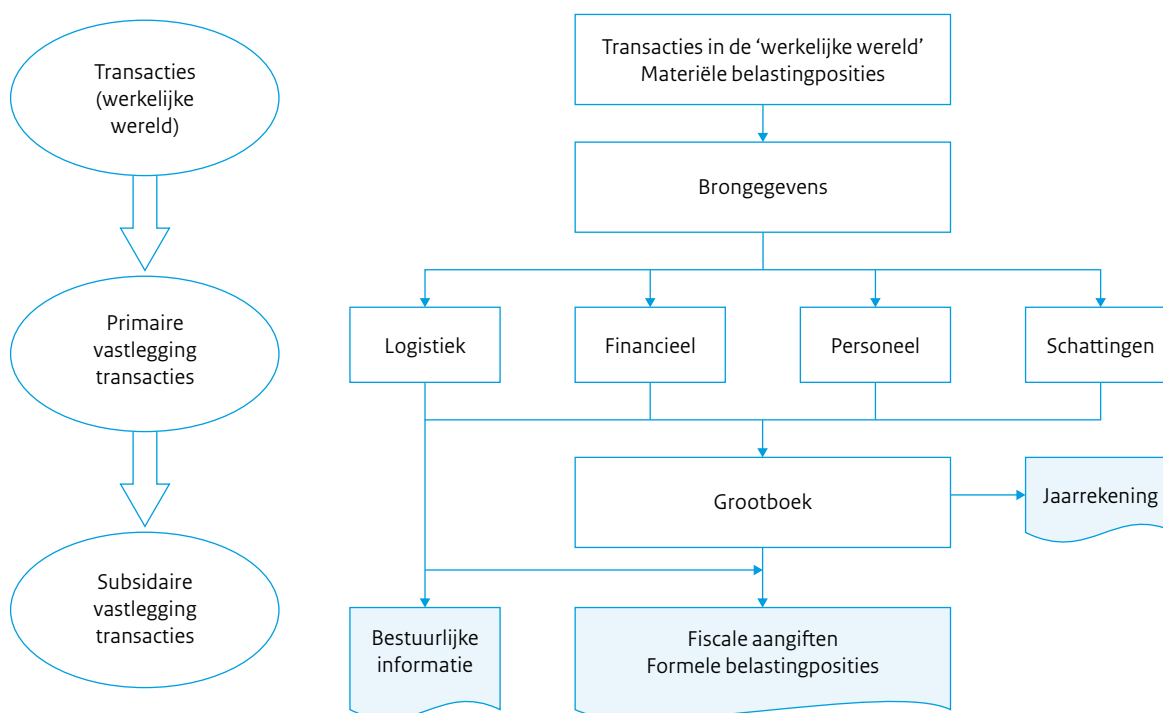 Transacties
(werkelijke
wereld)
Transacties in de ‘werkelijke wereld’
Materiële belastingposities
Brongegevens
Primaire
vastlegging
transacties
Logistiek
Financieel
Personeel
Schattingen
Grootboek
Jaarrekening
Subsidaire
vastlegging
transacties
Bestuurlijke
informatie
Fiscale aangiften
Formele belastingposities